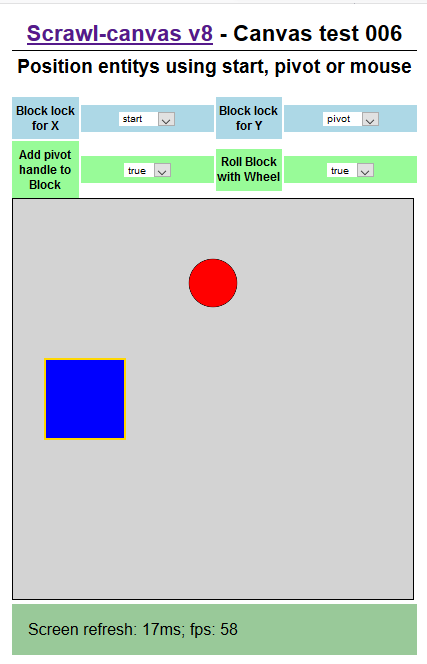 Scrawl-canvas v8 - Canvas test 006
Position entitys using start, pivot or mouse
Block lock for X
start
Block lock for Y
pivot
Add pivot handle to Block
true
Roll Block with Wheel
true
Screen refresh: 17ms; fps: 58